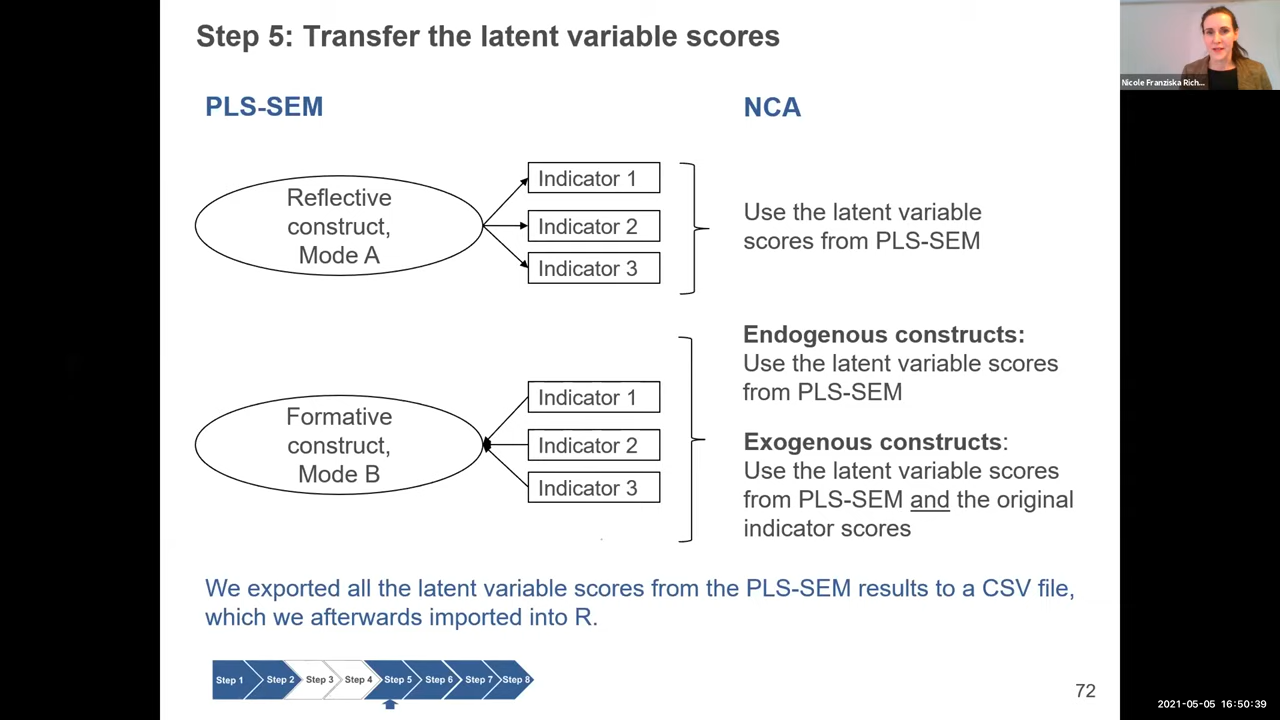 Step 5: Transfer the latent variable scores
Nicole Franziska Rich...
PLS-SEM
NCA
Reflective
construct,
Mode A
Indicator 1
Indicator 2
Indicator 3
Use the latent variable
scores from PLS-SEM
Formative
construct,
Mode B
Indicator 1
Indicator 2
Indicator 3
Endogenous constructs:
Use the latent variable scores
from PLS-SEM
Exogenous constructs:
Use the latent variable scores
from PLS-SEM and the original
indicator scores
We exported all the latent variable scores from the PLS-SEM results to a CSV file,
which we afterwards imported into R.
Step 1 Step 2 Step 3 Step 4 Step 5 Step 6 Step 7 Step 8
72
2021-05-05 16:50:39